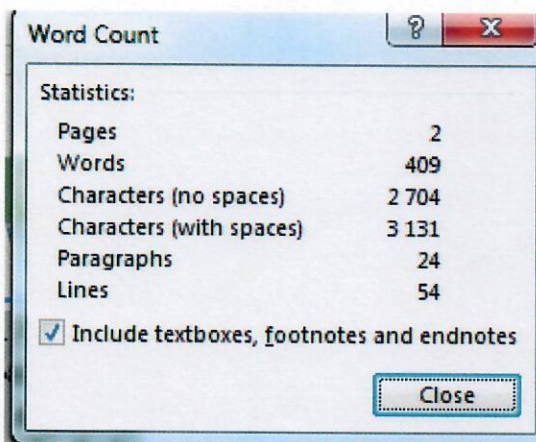 Word Count
? X
Statistics:
Pages 2
Words 409
Characters (no spaces) 2 704
Characters (with spaces) 3 131
Paragraphs 24
Lines 54
Include textboxes, footnotes and endnotes
Close